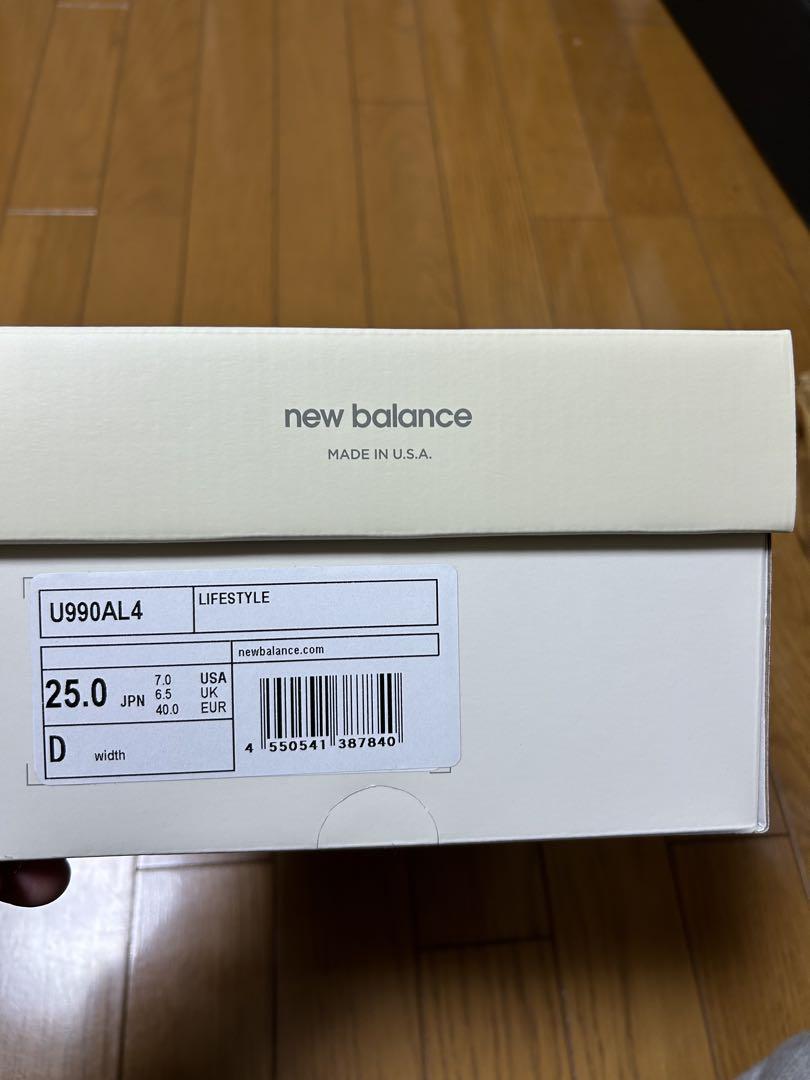 new balance
MADE IN U.S.A.
U990AL4
LIFESTYLE
newbalance.com
25.0 JPN
7.0 USA
6.5 UK
40.0 EUR
D width
4 550541 387840